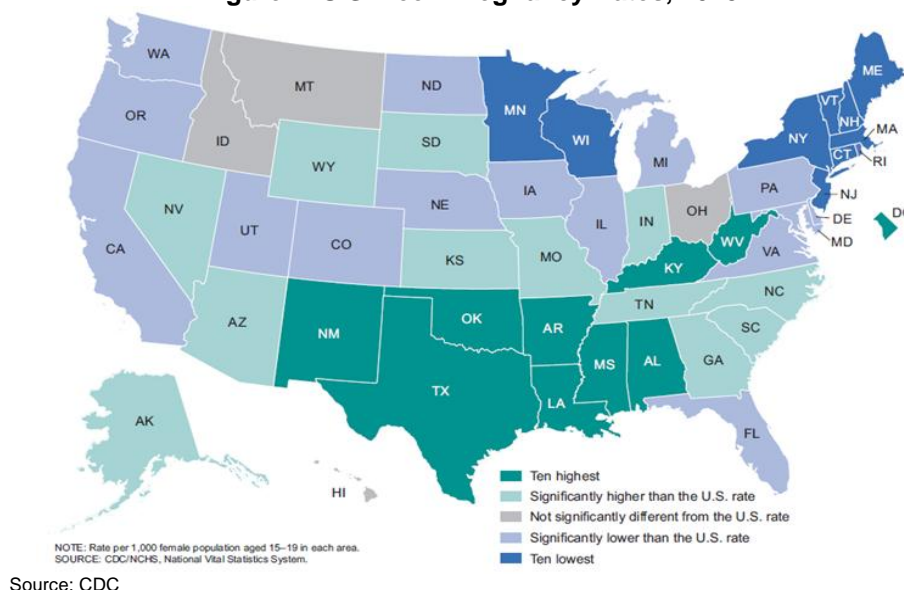 WA
MT
ND
MN
ME
OR
ID
WY
SD
WI
MI
NY
VT
NH
MA
CT
RI
NV
UT
CO
NE
IA
IL
IN
OH
PA
NJ
DE
MD
CA
KS
MO
KY
WV
VA
AZ
NM
OK
AR
TN
NC
SC
TX
LA
MS
AL
GA
FL
AK
HI
Ten highest
Significantly higher than the U.S. rate
Not significantly different from the U.S. rate
Significantly lower than the U.S. rate
Ten lowest
NOTE: Rate per 1,000 female population aged 15–19 in each area.
SOURCE: CDC/NCHS, National Vital Statistics System.
Source: CDC